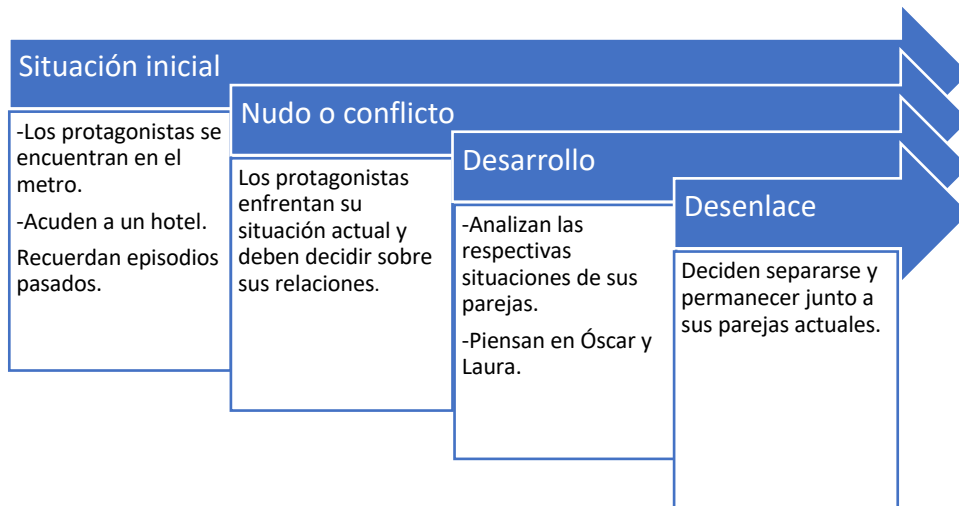 Situación inicial
-Los protagonistas se
encuentran en el
metro.
-Acuden a un hotel.
Recuerdan episodios
pasados.
Nudo o conflicto
Los protagonistas
enfrentan su
situación actual y
deben decidir sobre
sus relaciones.
Desarrollo
-Analizan las
respectivas
situaciones de sus
parejas.
-Piensan en Óscar y
Laura.
Desenlace
Deciden separarse y
permanecer junto a
sus parejas actuales.